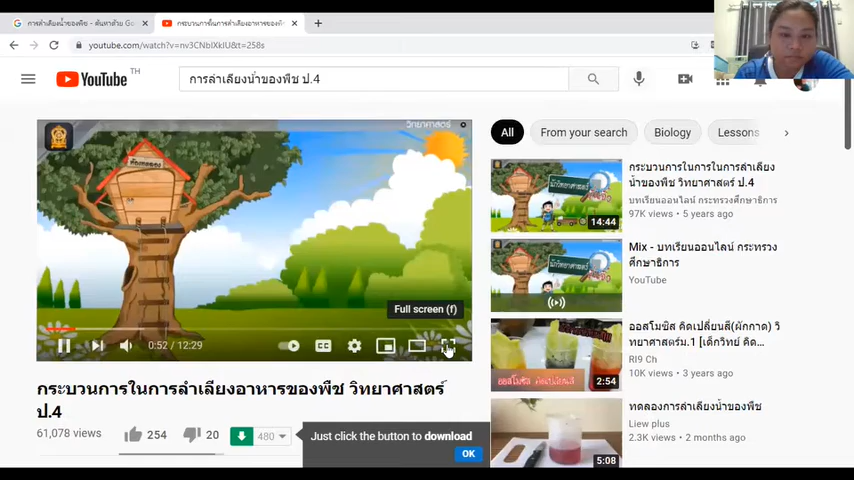 การลำเลียงน้ำของพืช - ค้นหาด้วย Go
กระบวนการในการลำเลียงอาหารของพื
youtube.com/watch?v=nv3CNblXkIU&t=258s
YouTube TH
การลำเลียงน้ำของพืช ป.4
วิทยาศาสตร์
0:52 / 12:29
Full screen (f)
CC
กระบวนการในการลำเลียงอาหารของพืช วิทยาศาสตร์
ป.4
61,078 views
254
20
480
Just click the button to download
OK
All
From your search
Biology
Lessons
กระบวนการในการในการลำเลียง
น้ำของพืช วิทยาศาสตร์ ป.4
บทเรียนออนไลน์ กระทรวงศึกษาธิการ
97K views • 5 years ago
14:44
Mix - บทเรียนออนไลน์ กระทรวง
ศึกษาธิการ
YouTube
ออสโมซิส คิดเปลี่ยนสี(ผักกาด) วิ
ทยาศาสตร์ม.1 [เด็กวิทย์ คิด...
RI9 Ch
10K views • 3 years ago
2:54
ทดลองการลำเลียงน้ำของพืช
Liew plus
2.3K views • 2 months ago
5:08